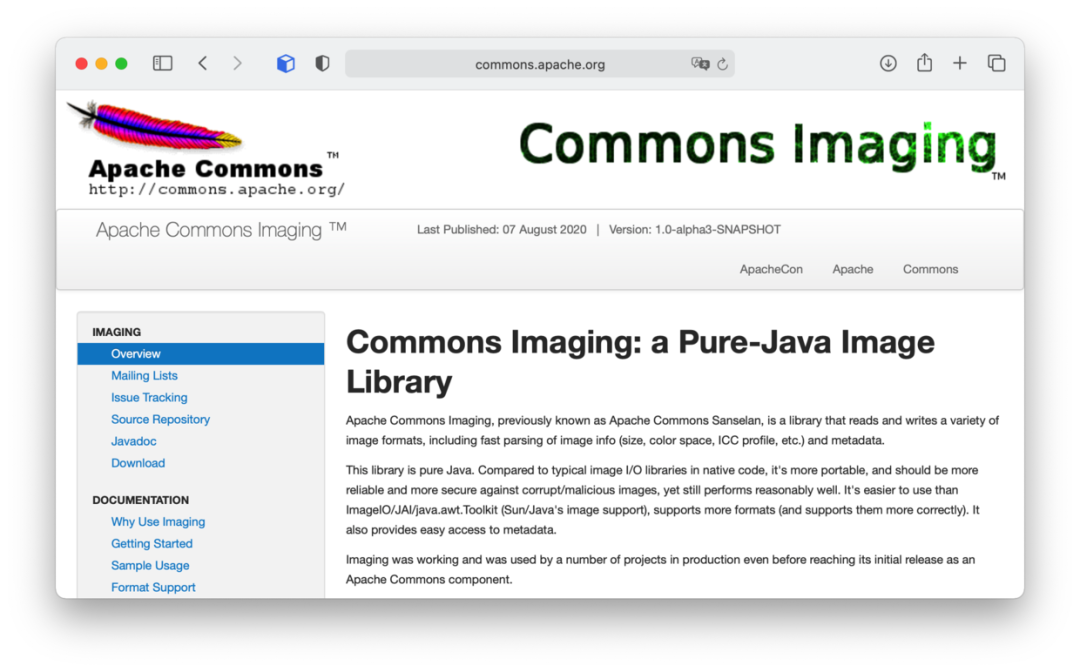 commons.apache.org
Apache Commons™
http://commons.apache.org/
Commons Imaging™
Apache Commons Imaging ™
Last Published: 07 August 2020 | Version: 1.0-alpha3-SNAPSHOT
ApacheCon Apache Commons
IMAGING
Overview
Mailing Lists
Issue Tracking
Source Repository
Javadoc
Download
DOCUMENTATION
Why Use Imaging
Getting Started
Sample Usage
Format Support
Commons Imaging: a Pure-Java Image
Library
Apache Commons Imaging, previously known as Apache Commons Sanselan, is a library that reads and writes a variety of
image formats, including fast parsing of image info (size, color space, ICC profile, etc.) and metadata.
This library is pure Java. Compared to typical image I/O libraries in native code, it's more portable, and should be more
reliable and more secure against corrupt/malicious images, yet still performs reasonably well. It's easier to use than
ImageIO/JAI/java.awt.Toolkit (Sun/Java's image support), supports more formats (and supports them more correctly). It
also provides easy access to metadata.
Imaging was working and was used by a number of projects in production even before reaching its initial release as an
Apache Commons component.